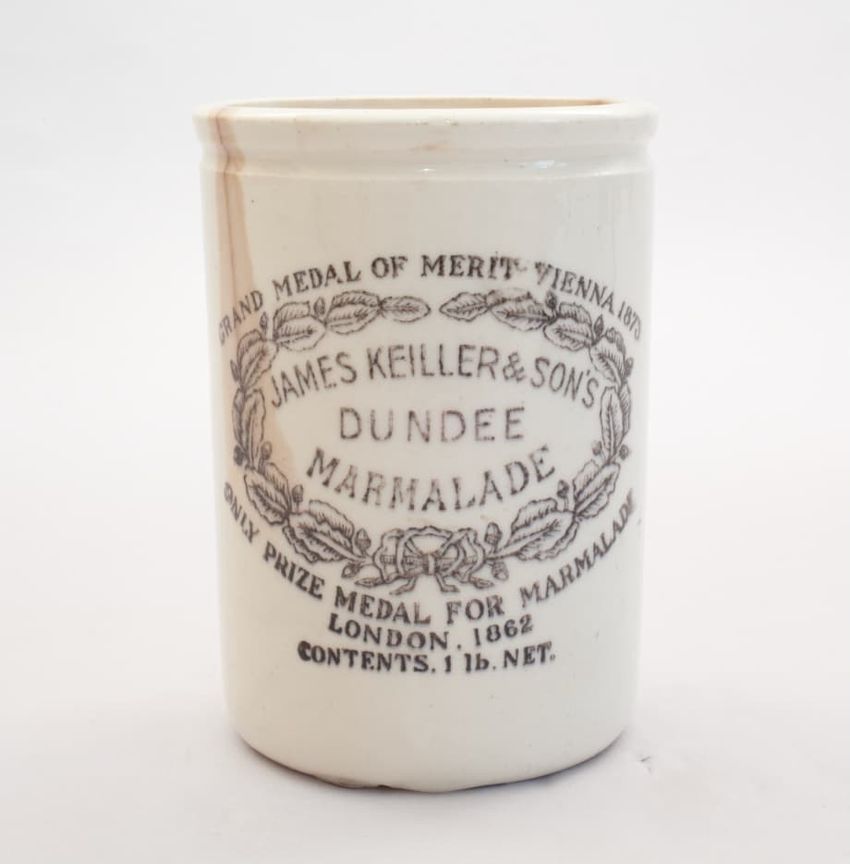 GRAND MEDAL OF MERIT VIENNA 1873
JAMES KEILLER & SON'S
DUNDEE
MARMALADE
ONLY PRIZE MEDAL FOR MARMALADE
LONDON. 1862
CONTENTS. 1 lb. NET.